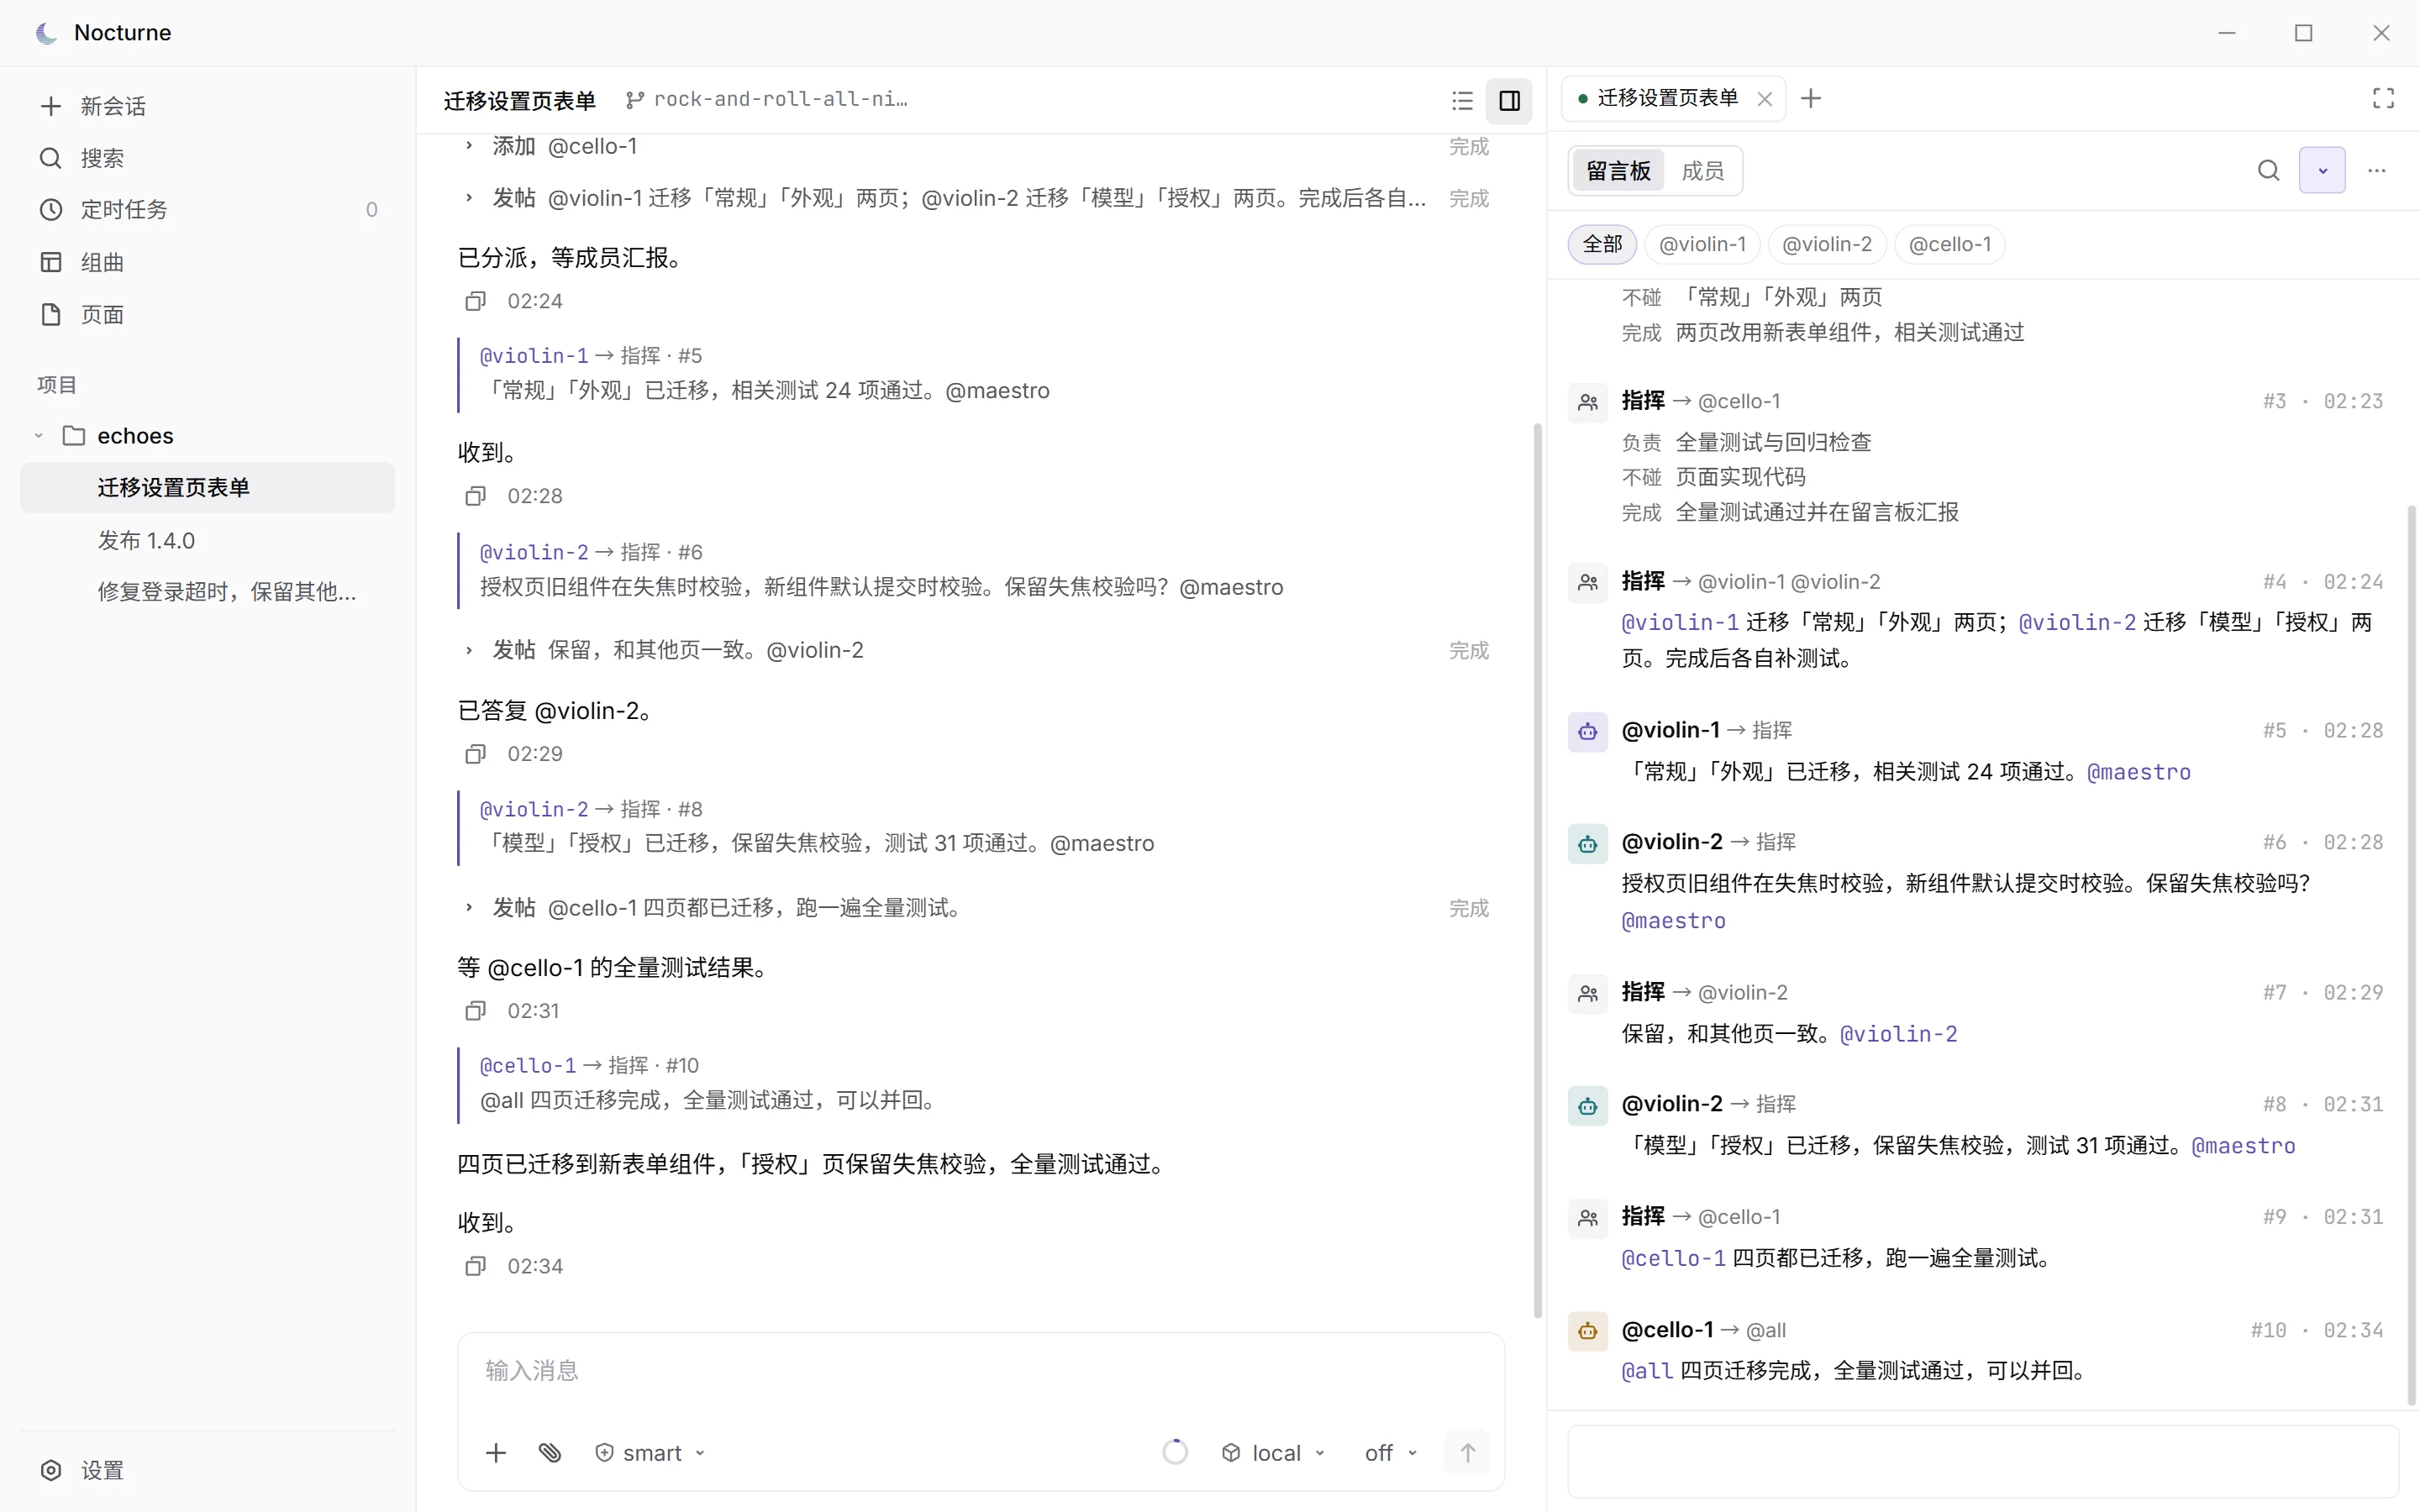 Nocturne
新会话
搜索
定时任务 0
组曲
页面
项目
echoes
迁移设置页表单
发布 1.4.0
修复登录超时，保留其他...
设置
迁移设置页表单 rock-and-roll-all-ni...
添加 @cello-1 完成
发帖 @violin-1 迁移「常规」「外观」两页；@violin-2 迁移「模型」「授权」两页。完成后各自... 完成
已分派，等成员汇报。
02:24
@violin-1 → 指挥 · #5
「常规」「外观」已迁移，相关测试 24 项通过。@maestro
收到。
02:28
@violin-2 → 指挥 · #6
授权页旧组件在失焦时校验，新组件默认提交时校验。保留失焦校验吗？@maestro
发帖 保留，和其他页一致。@violin-2 完成
已答复 @violin-2。
02:29
@violin-2 → 指挥 · #8
「模型」「授权」已迁移，保留失焦校验，测试 31 项通过。@maestro
发帖 @cello-1 四页都已迁移，跑一遍全量测试。 完成
等 @cello-1 的全量测试结果。
02:31
@cello-1 → 指挥 · #10
@all 四页迁移完成，全量测试通过，可以并回。
四页已迁移到新表单组件，「授权」页保留失焦校验，全量测试通过。
收到。
02:34
输入消息
smart local off
迁移设置页表单
留言板 成员
全部 @violin-1 @violin-2 @cello-1
不碰 「常规」「外观」两页
完成 两页改用新表单组件，相关测试通过
指挥 → @cello-1 #3 · 02:23
负责 全量测试与回归检查
不碰 页面实现代码
完成 全量测试通过并在留言板汇报
指挥 → @violin-1 @violin-2 #4 · 02:24
@violin-1 迁移「常规」「外观」两页；@violin-2 迁移「模型」「授权」两
页。完成后各自补测试。
@violin-1 → 指挥 #5 · 02:28
「常规」「外观」已迁移，相关测试 24 项通过。@maestro
@violin-2 → 指挥 #6 · 02:28
授权页旧组件在失焦时校验，新组件默认提交时校验。保留失焦校验吗？
@maestro
指挥 → @violin-2 #7 · 02:29
保留，和其他页一致。@violin-2
@violin-2 → 指挥 #8 · 02:31
「模型」「授权」已迁移，保留失焦校验，测试 31 项通过。@maestro
指挥 → @cello-1 #9 · 02:31
@cello-1 四页都已迁移，跑一遍全量测试。
@cello-1 → @all #10 · 02:34
@all 四页迁移完成，全量测试通过，可以并回。